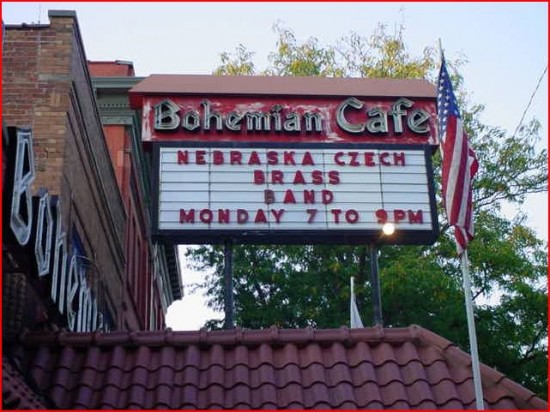 Bohemian Cafe
NEBRASKA CZECH
BRASS
BAND
MONDAY 7 TO 9PM